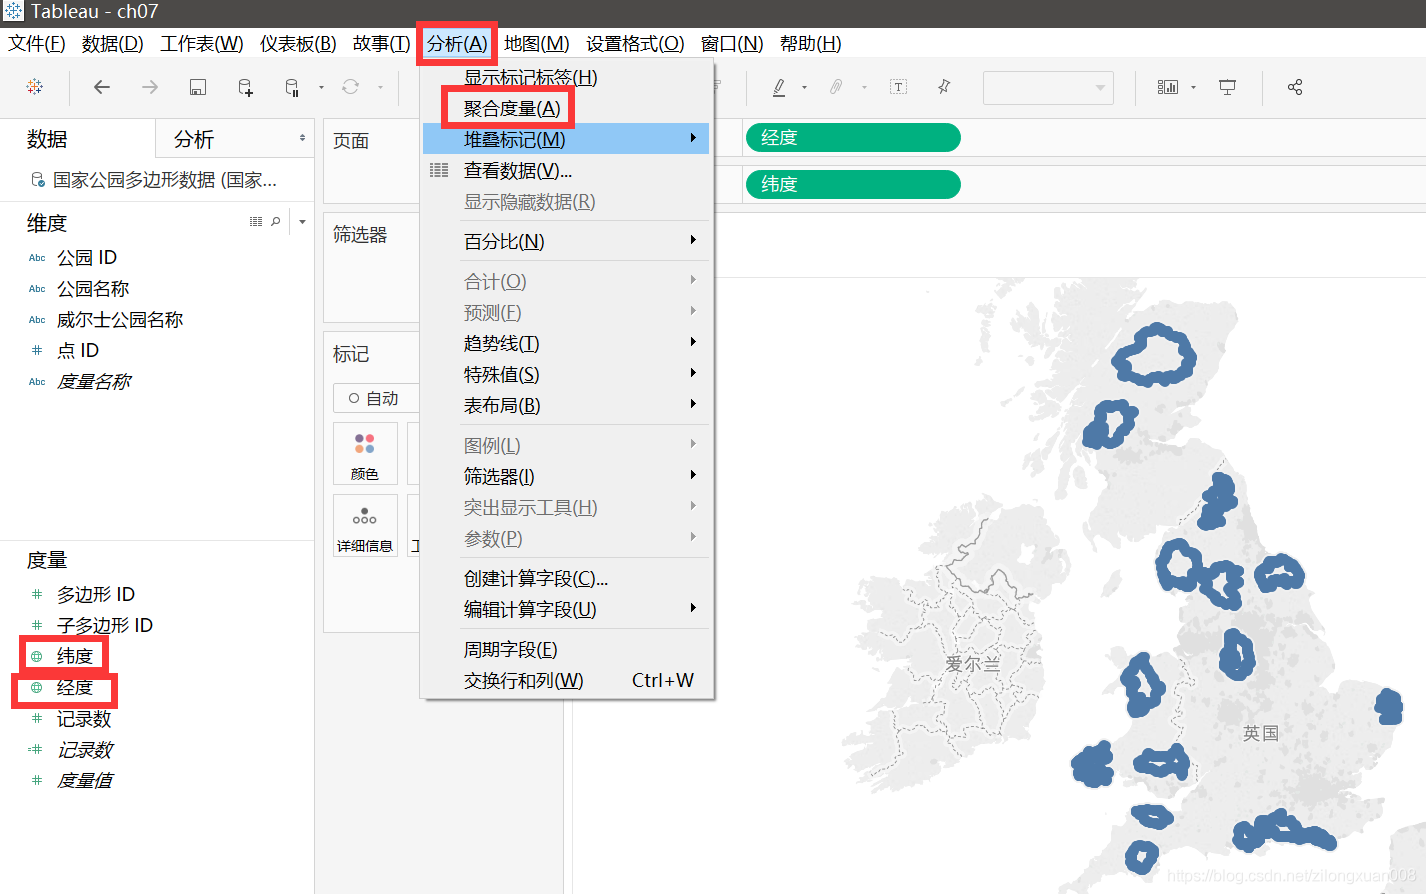 Tableau - ch07
文件(F) 数据(D) 工作表(W) 仪表板(B) 故事(T) 分析(A) 地图(M) 设置格式(O) 窗口(N) 帮助(H)
数据
分析
国家公园多边形数据 (国家...
维度
Abc 公园 ID
Abc 公园名称
Abc 威尔士公园名称
# 点 ID
Abc 度量名称
度量
# 多边形 ID
# 子多边形 ID
纬度
经度
# 记录数
=# 记录数
# 度量值
页面
筛选器
标记
自动
颜色
详细信息
显示标记标签(H)
聚合度量(A)
堆叠标记(M)
查看数据(V)...
显示隐藏数据(R)
百分比(N)
合计(O)
预测(F)
趋势线(T)
特殊值(S)
表布局(B)
图例(L)
筛选器(I)
突出显示工具(H)
参数(P)
创建计算字段(C)...
编辑计算字段(U)
周期字段(E)
交换行和列(W) Ctrl+W
经度
纬度
爱尔兰
英国
https://blog.csdn.net/zilongxuan008